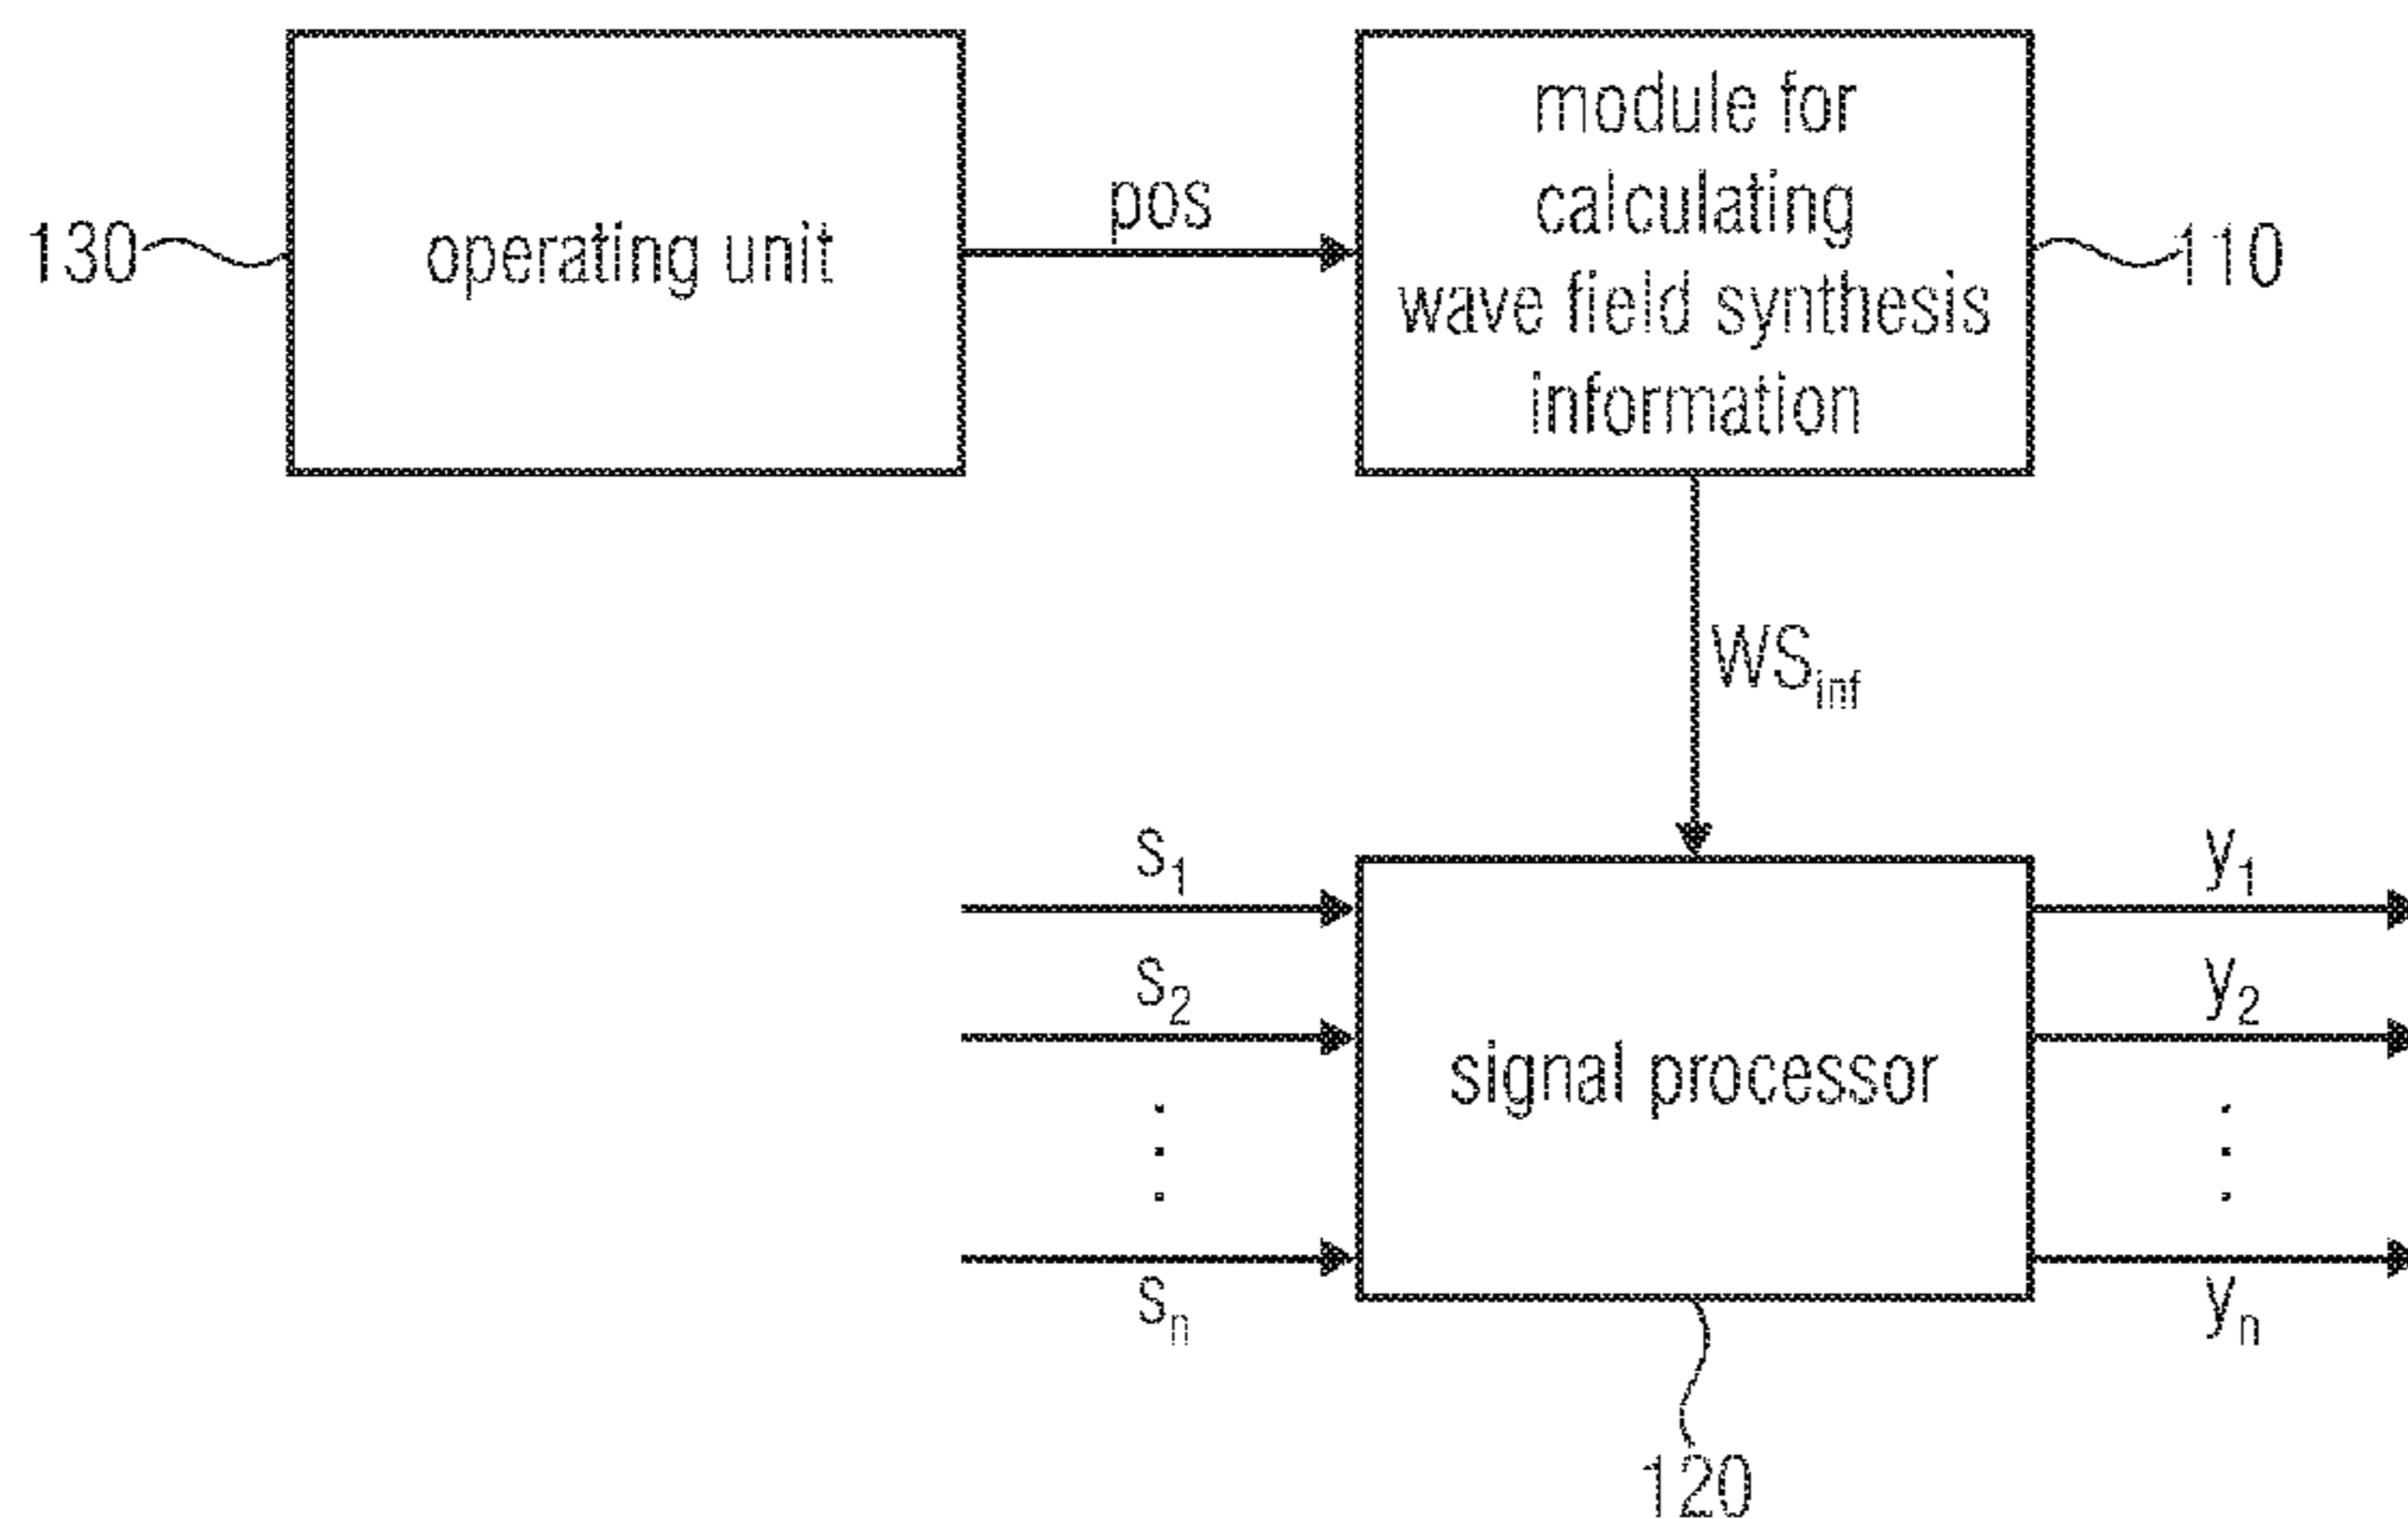 130
operating unit
pos
module for
calculating
wave field synthesis
information
110
WSinf
s1
s2
sn
signal processor
y1
y2
yn
120